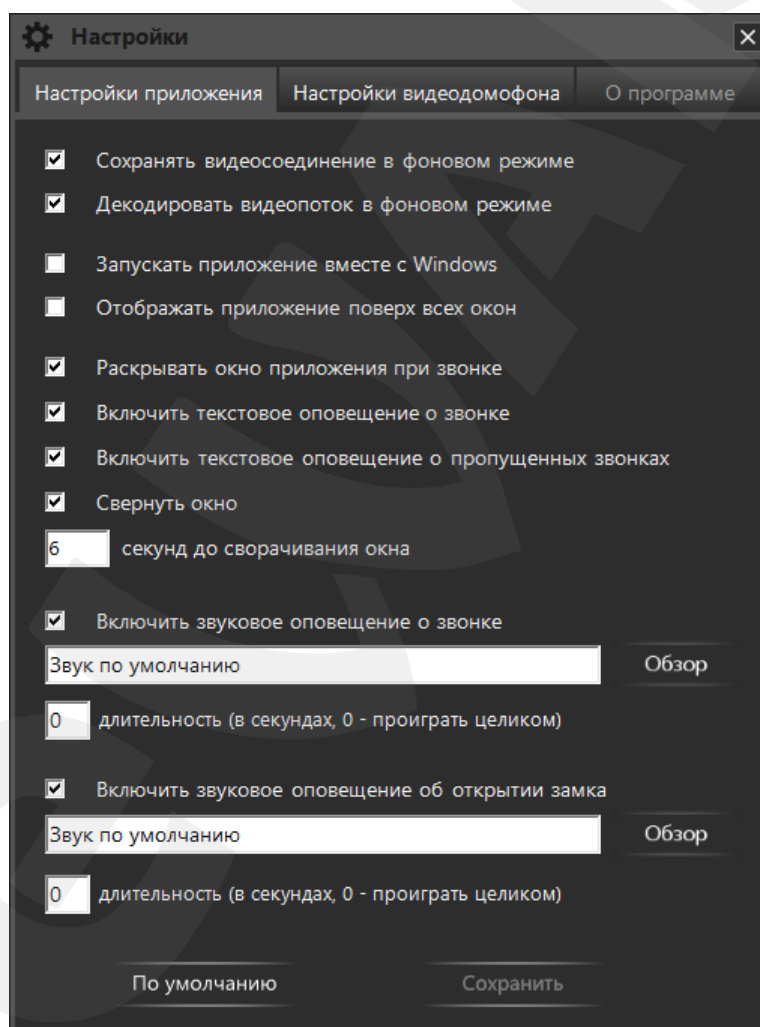 Настройки
Настройки приложения Настройки видеодомофона О программе
Сохранять видеосоединение в фоновом режиме
Декодировать видеопоток в фоновом режиме
Запускать приложение вместе с Windows
Отображать приложение поверх всех окон
Раскрывать окно приложения при звонке
Включить текстовое оповещение о звонке
Включить текстовое оповещение о пропущенных звонках
Свернуть окно
6 секунд до сворачивания окна
Включить звуковое оповещение о звонке
Звук по умолчанию Обзор
0 длительность (в секундах, 0 - проиграть целиком)
Включить звуковое оповещение об открытии замка
Звук по умолчанию Обзор
0 длительность (в секундах, 0 - проиграть целиком)
По умолчанию Сохранить